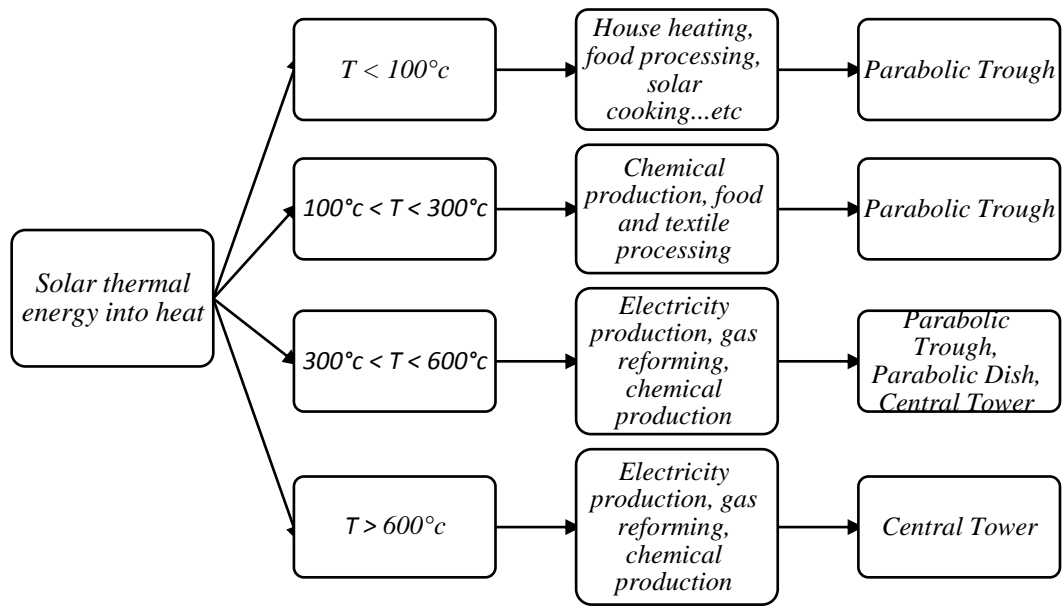 Solar thermal
energy into heat
T < 100°c
House heating,
food processing,
solar
cooking...etc
Parabolic Trough
100°c < T < 300°c
Chemical
production, food
and textile
processing
Parabolic Trough
300°c < T < 600°c
Electricity
production, gas
reforming,
chemical
production
Parabolic
Trough,
Parabolic Dish,
Central Tower
T > 600°c
Electricity
production, gas
reforming,
chemical
production
Central Tower